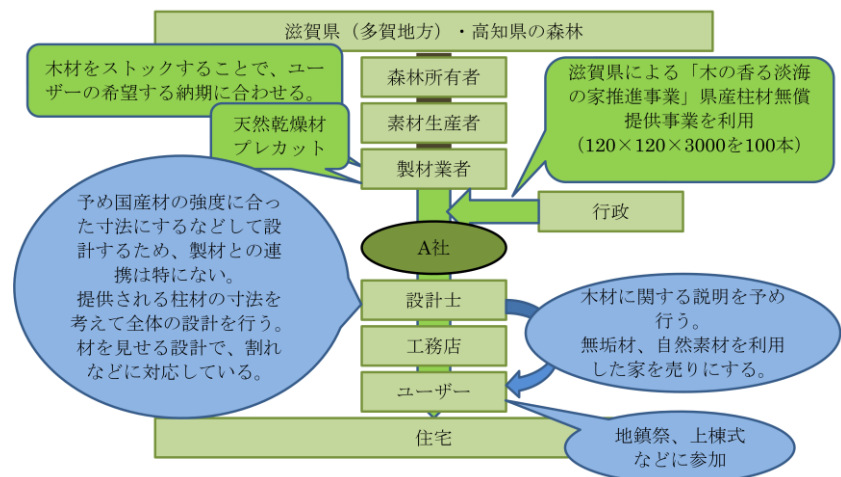 滋賀県（多賀地方）・高知県の森林
木材をストックすることで、ユー
ザーの希望する納期に合わせる。
森林所有者
滋賀県による「木の香る淡海
の家推進事業」県産柱材無償
提供事業を利用
（120×120×3000を100本）
天然乾燥材
プレカット
素材生産者
製材業者
予め国産材の強度に合っ
た寸法にするなどして設
計するため、製材との連
携は特にない。
提供される柱材の寸法を
考えて全体の設計を行う。
材を見せる設計で、割れ
などに対応している。
行政
A社
設計士
木材に関する説明を予め
行う。
無垢材、自然素材を利用
した家を売りにする。
工務店
ユーザー
住宅
地鎮祭、上棟式
などに参加